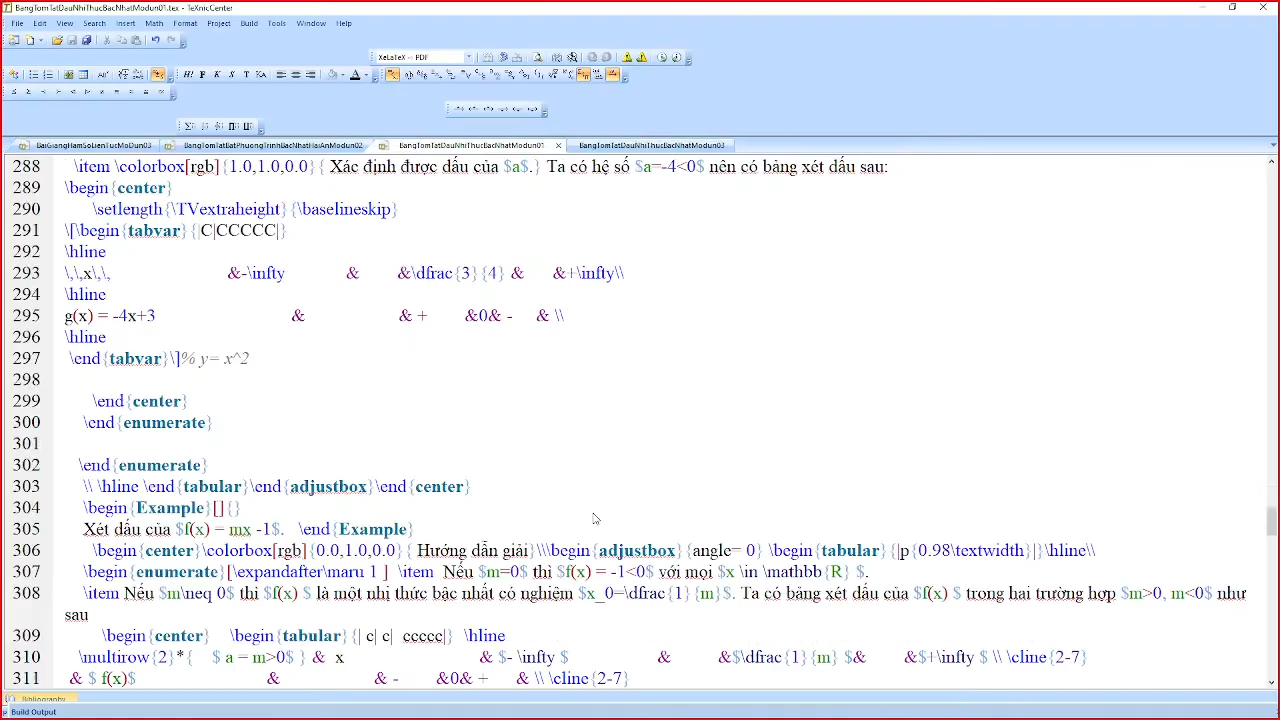 BangTomTatDauNhiThucBacNhatModun01.tex - TeXnicCenter
File Edit View Search Insert Math Format Project Build Tools Window Help
XeLaTeX ⇨ PDF
BaiGiangHamSoLienTucMoDun03 BangTomTatBatPhuongTrinhBacNhatHaiAnModun02 BangTomTatDauNhiThucBacNhatModun01 BangTomTatDauNhiThucBacNhatModun03
288 \item \colorbox[rgb]{1.0,1.0,0.0}{ Xác định được dấu của $a$.} Ta có hệ số $a=-4<0$ nên có bảng xét dấu sau:
289 \begin{center}
290 \setlength{\TVextraheight}{\baselineskip}
291 \[\begin{tabvar}{|C|CCCCC|}
292 \hline
293 \,\,x\,\, &-\infty & &\dfrac{3}{4} & &+\infty\\
294 \hline
295 g(x) = -4x+3 & & + &0& - & \\
296 \hline
297 \end{tabvar}\]% y= x^2
298
299 \end{center}
300 \end{enumerate}
301
302 \end{enumerate}
303 \\ \hline \end{tabular}\end{adjustbox}\end{center}
304 \begin{Example}[]{}
305 Xét dấu của $f(x) = mx -1$. \end{Example}
306 \begin{center}\colorbox[rgb]{0.0,1.0,0.0}{ Hướng dẫn giải}\\\begin{adjustbox}{angle= 0} \begin{tabular}{|p{0.98\textwidth}|}\hline\\
307 \begin{enumerate}[\expandafter\maru 1 ] \item Nếu $m=0$ thì $f(x) = -1<0$ với mọi $x \in \mathbb{R} $.
308 \item Nếu $m\neq 0$ thì $f(x) $ là một nhị thức bậc nhất có nghiệm $x_0=\dfrac{1}{m}$. Ta có bảng xét dấu của $f(x) $ trong hai trường hợp $m>0, m<0$ như
sau
309 \begin{center} \begin{tabular}{| c| c| ccccc|} \hline
310 \multirow{2}*{ $ a = m>0$ } & x & $- \infty $ & &$\dfrac{1}{m} $& &$+\infty $ \\ \cline{2-7}
311 & $ f(x)$ & & - &0& + & \\ \cline{2-7}
Bibliography
Build Output